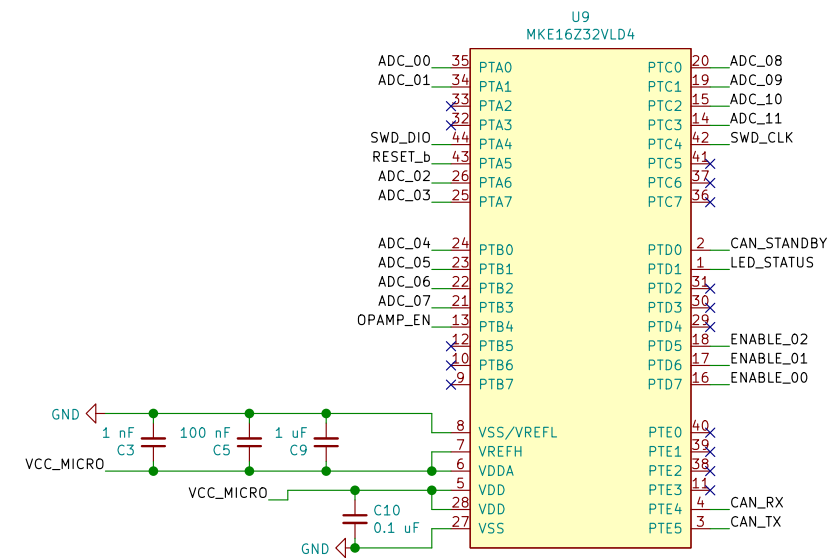 U9
MKE16Z32VLD4
ADC_00 35 PTA0 PTC0 20 ADC_08
ADC_01 34 PTA1 PTC1 19 ADC_09
33 PTA2 PTC2 15 ADC_10
32 PTA3 PTC3 14 ADC_11
SWD_DIO 44 PTA4 PTC4 42 SWD_CLK
RESET_b 43 PTA5 PTC5 41
ADC_02 26 PTA6 PTC6 37
ADC_03 25 PTA7 PTC7 36
ADC_04 24 PTB0 PTD0 2 CAN_STANDBY
ADC_05 23 PTB1 PTD1 1 LED_STATUS
ADC_06 22 PTB2 PTD2 31
ADC_07 21 PTB3 PTD3 30
OPAMP_EN 13 PTB4 PTD4 29
12 PTB5 PTD5 18 ENABLE_02
10 PTB6 PTD6 17 ENABLE_01
9 PTB7 PTD7 16 ENABLE_00
GND
1 nF 100 nF 1 uF 8 VSS/VREFL PTE0 40
C3 C5 C9 7 VREFH PTE1 39
VCC_MICRO 6 VDDA PTE2 38
VCC_MICRO 5 VDD PTE3 11
C10 28 VDD PTE4 4 CAN_RX
0.1 uF 27 VSS PTE5 3 CAN_TX
GND